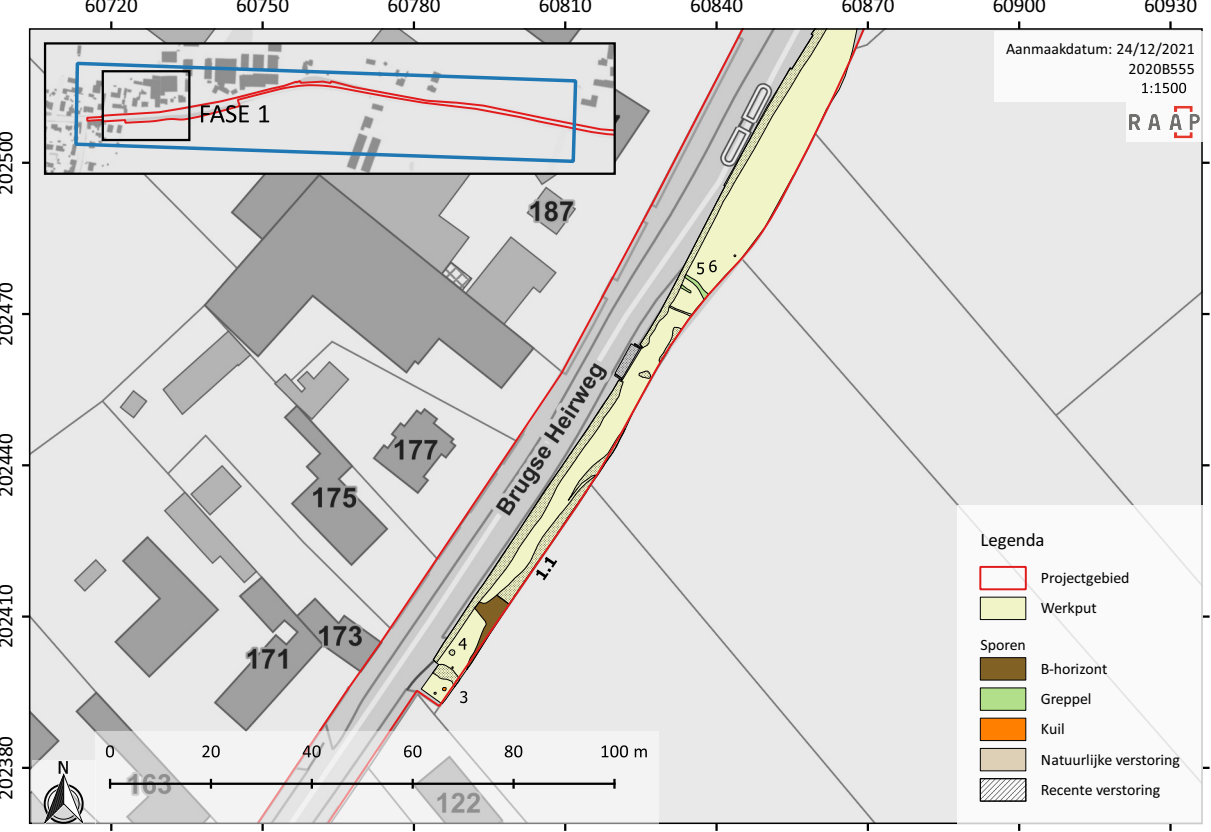 60720 60750 60780 60810 60840 60870 60900 60930
Aanmaakdatum: 24/12/2021
2020B555
1:1500
RAAP
FASE 1
202500
202470
202440
202410
202380
187
5 6
177
175
Brugse Heirweg
1.1
173
171
4
3
163
122
0 20 40 60 80 100 m
N
Legenda
Projectgebied
Werkput
Sporen
B-horizont
Greppel
Kuil
Natuurlijke verstoring
Recente verstoring